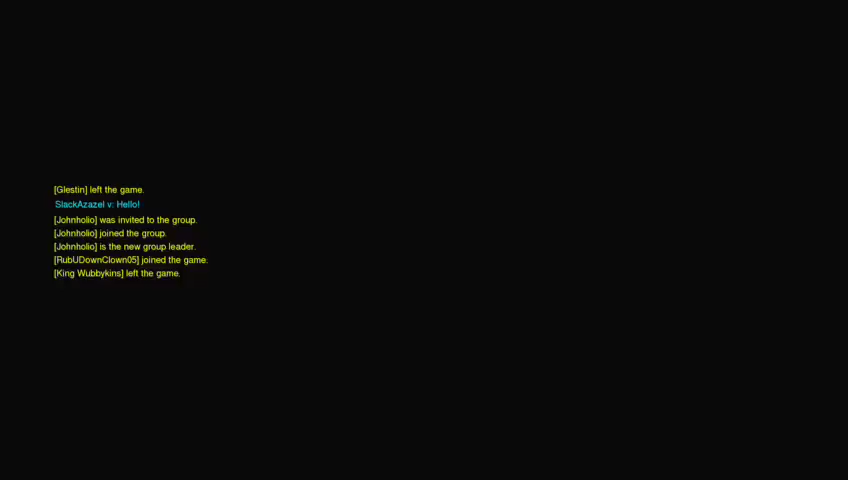 [Glestin] left the game.
SlackAzazel v: Hello!
[Johnholio] was invited to the group.
[Johnholio] joined the group.
[Johnholio] is the new group leader.
[RubUDownClown05] joined the game.
[King Wubbykins] left the game.